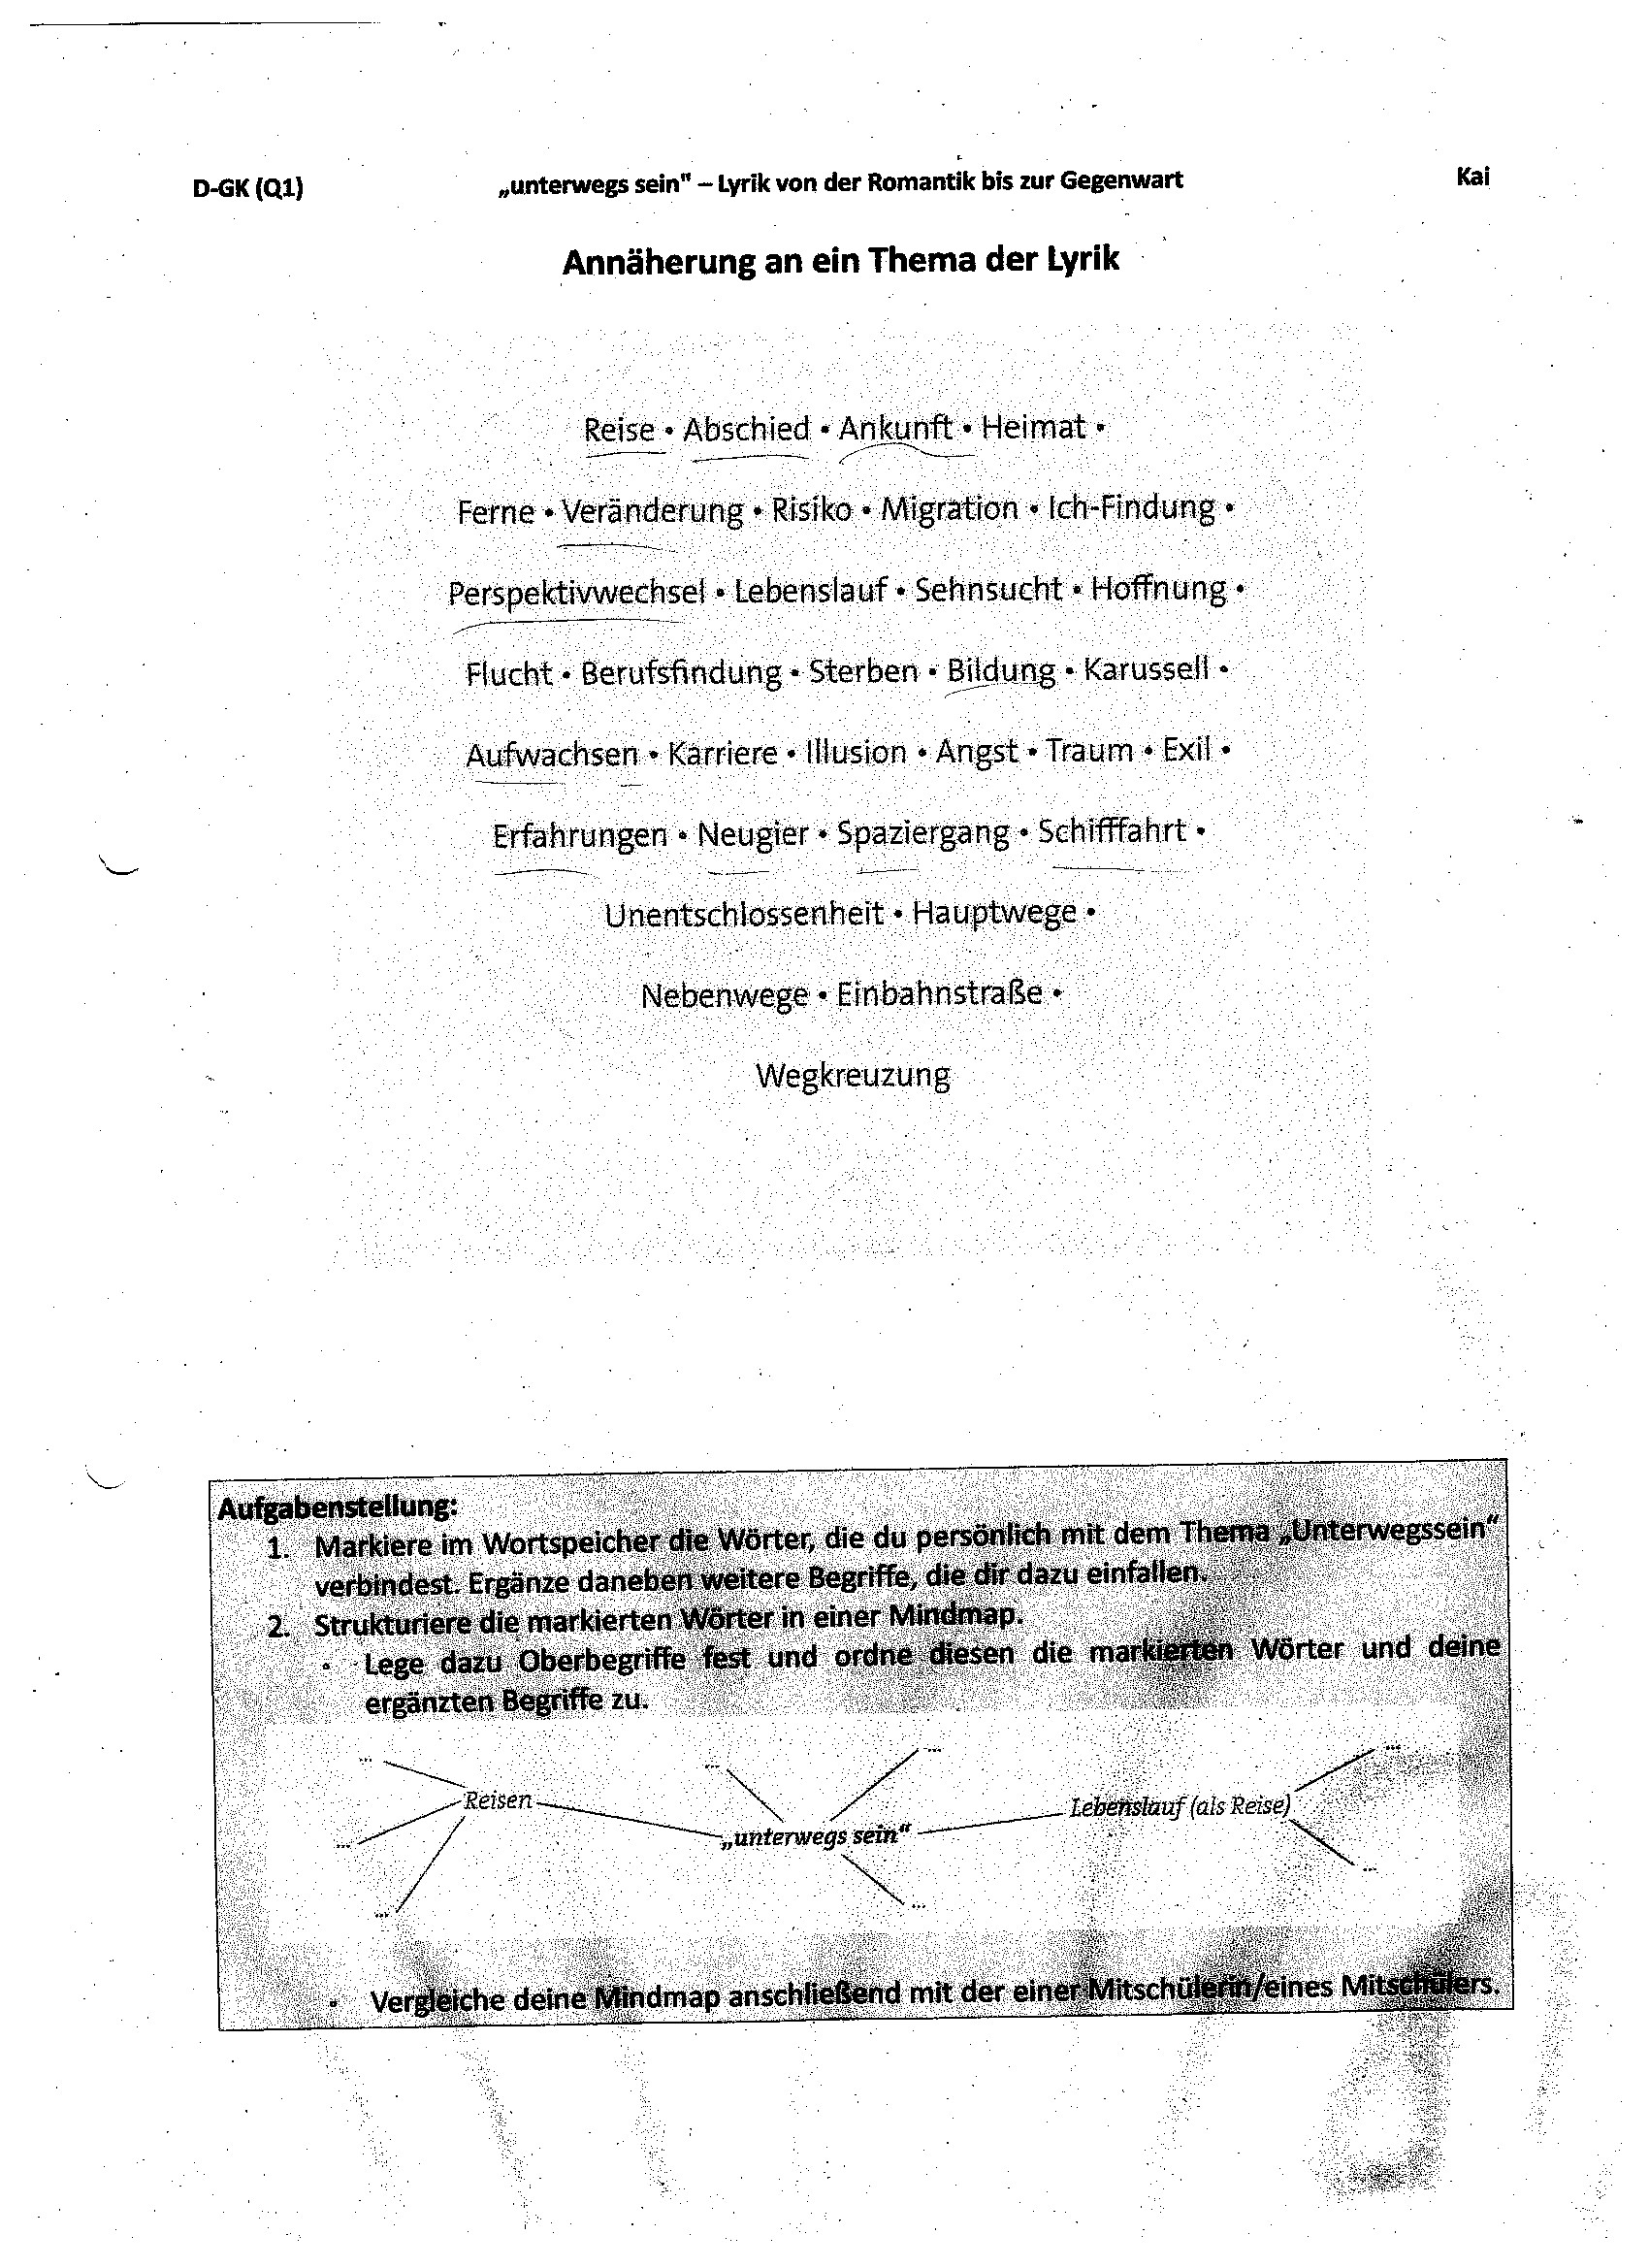 D-GK (Q1) „unterwegs sein" – Lyrik von der Romantik bis zur Gegenwart Kai
Annäherung an ein Thema der Lyrik
Reise • Abschied • Ankunft • Heimat •
Ferne • Veränderung • Risiko • Migration • Ich-Findung •
Perspektivwechsel • Lebenslauf • Sehnsucht • Hoffnung •
Flucht • Berufsfindung • Sterben • Bildung • Karussell •
Aufwachsen • Karriere • Illusion • Angst • Traum • Exil •
Erfahrungen • Neugier • Spaziergang • Schifffahrt •
Unentschlossenheit • Hauptwege •
Nebenwege • Einbahnstraße •
Wegkreuzung
Aufgabenstellung:
1. Markiere im Wortspeicher die Wörter, die du persönlich mit dem Thema „Unterwegssein“
verbindest. Ergänze daneben weitere Begriffe, die dir dazu einfallen.
2. Strukturiere die markierten Wörter in einer Mindmap.
• Lege dazu Oberbegriffe fest und ordne diesen die markierten Wörter und deine
ergänzten Begriffe zu.
... ... ... ...
Reisen Lebenslauf (als Reise)
... „unterwegs sein“ ...
... ...
• Vergleiche deine Mindmap anschließend mit der einer Mitschülerin/eines Mitschülers.